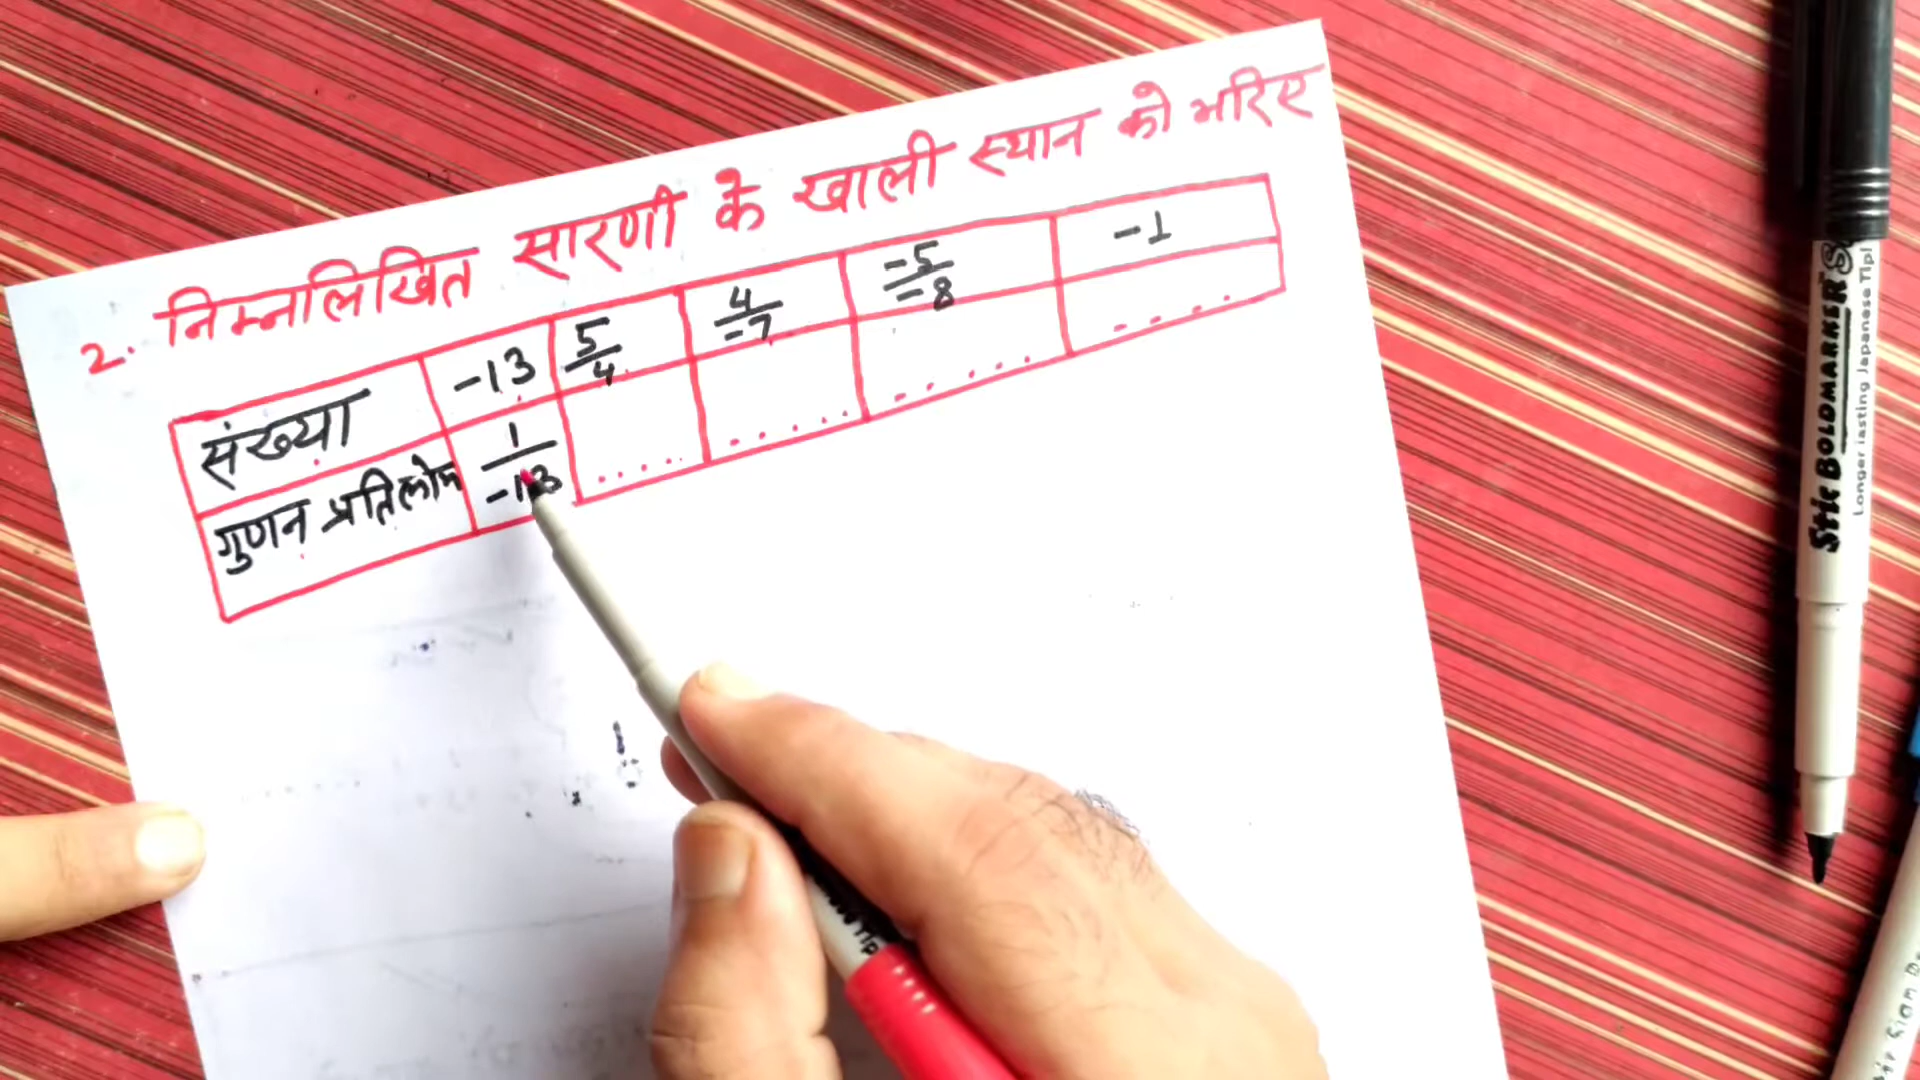 2. निम्नलिखित सारणी के खाली स्थान को भरिए
संख्या -13 5/4 4/-7 -5/-8 -1
गुणन प्रतिलोम 1/-13 ...... ...... ...... ....
Stic BOLDMARKER S
Longer lasting Japanese Tip!